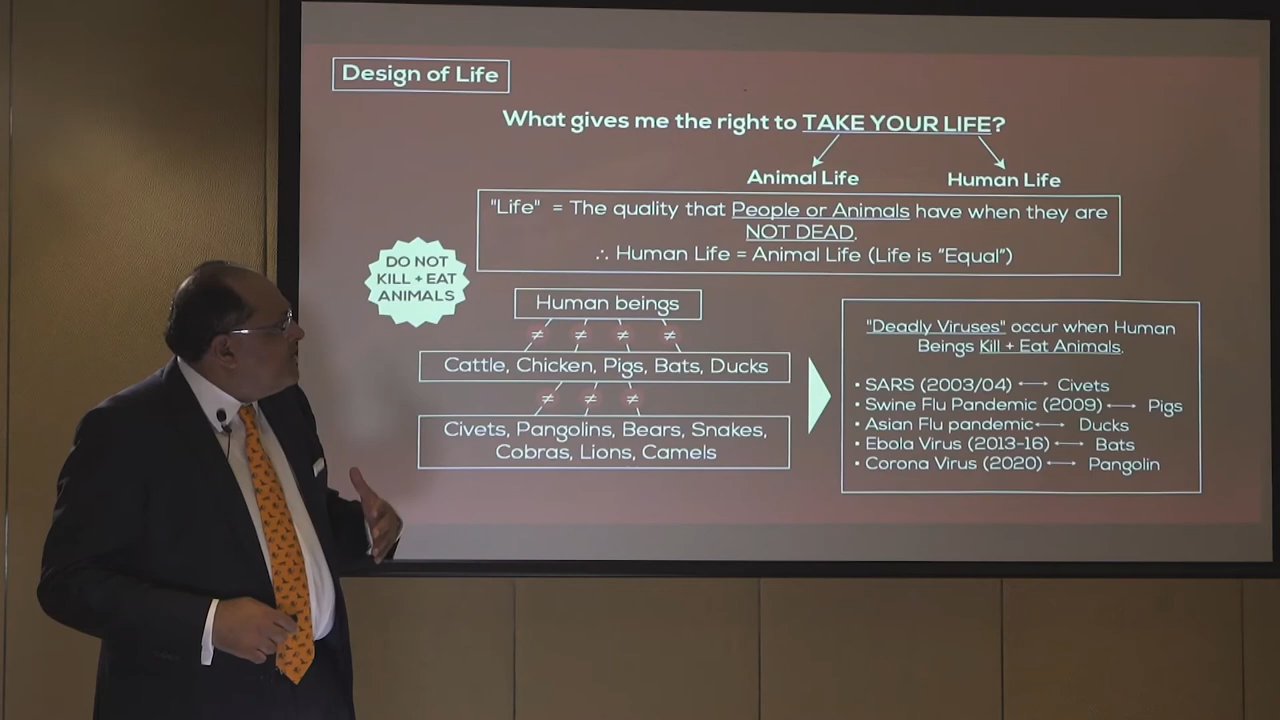 Design of Life
What gives me the right to TAKE YOUR LIFE?
Animal Life
Human Life
"Life" = The quality that People or Animals have when they are
NOT DEAD.
∴ Human Life = Animal Life (Life is "Equal")
DO NOT
KILL + EAT
ANIMALS
Human beings
≠ ≠ ≠ ≠
Cattle, Chicken, Pigs, Bats, Ducks
≠ ≠ ≠
Civets, Pangolins, Bears, Snakes,
Cobras, Lions, Camels
"Deadly Viruses" occur when Human
Beings Kill + Eat Animals.
• SARS (2003/04) ⟷ Civets
• Swine Flu Pandemic (2009) ⟷ Pigs
• Asian Flu pandemic ⟷ Ducks
• Ebola Virus (2013-16) ⟷ Bats
• Corona Virus (2020) ⟷ Pangolin